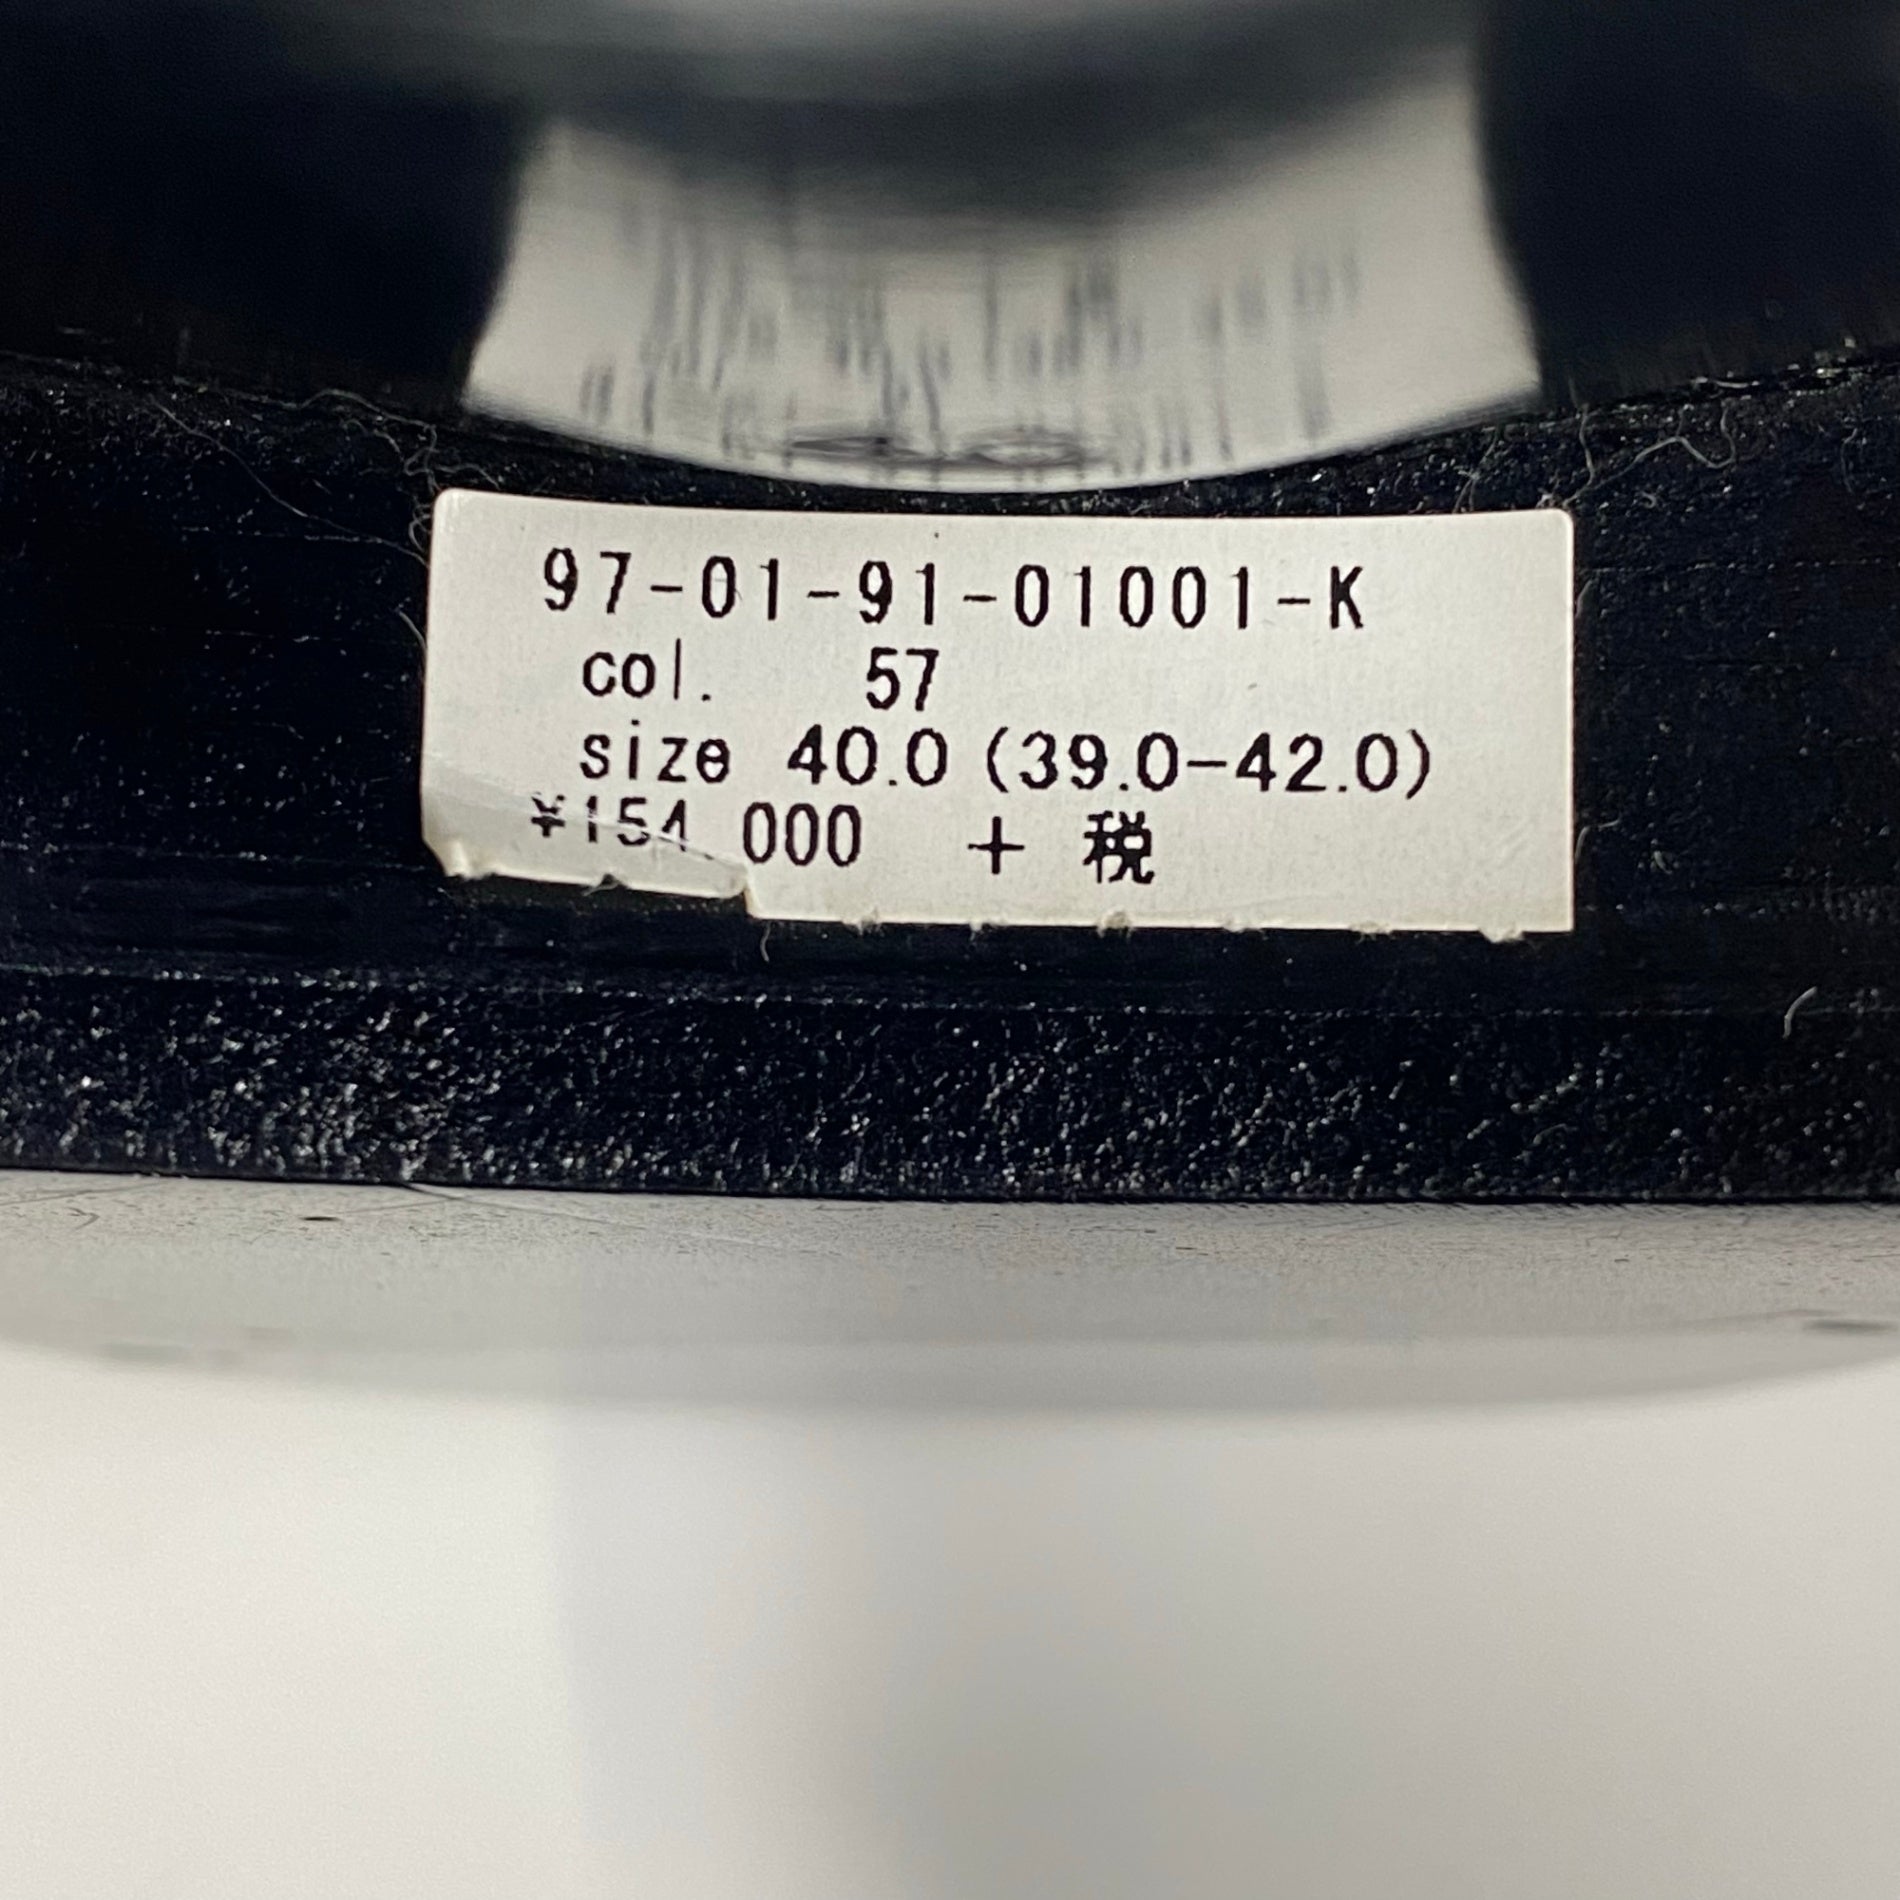 97-01-91-01001-K
col. 57
size 40.0 (39.0-42.0)
¥154,000 + 税